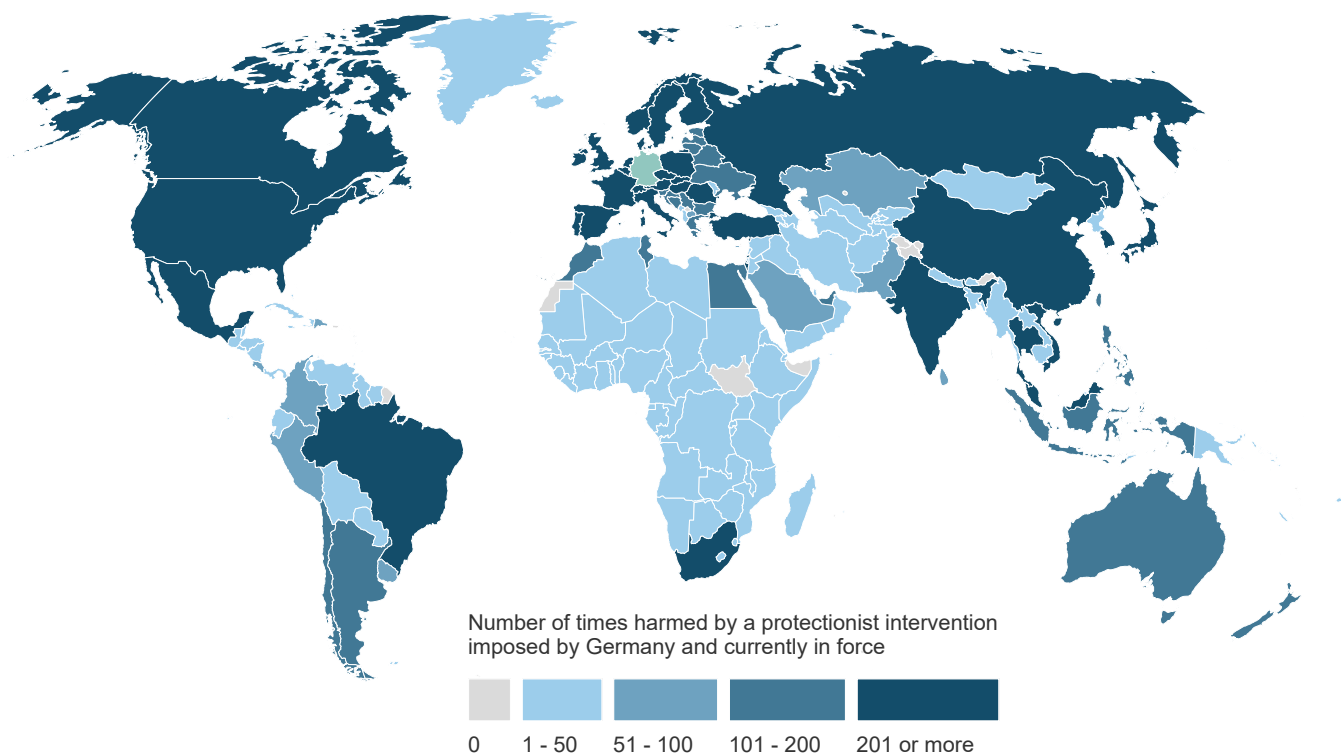 Number of times harmed by a protectionist intervention
imposed by Germany and currently in force
0
1 - 50
51 - 100
101 - 200
201 or more